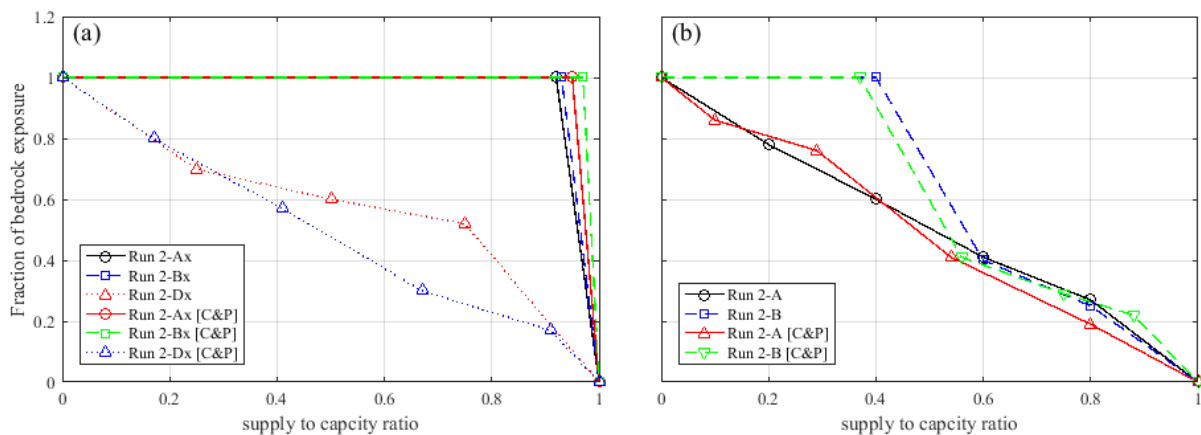 (a)
Fraction of bedrock exposure
1.2
1
0.8
0.6
0.4
0.2
0
Run 2-Ax
Run 2-Bx
Run 2-Dx
Run 2-Ax [C&P]
Run 2-Bx [C&P]
Run 2-Dx [C&P]
0 0.2 0.4 0.6 0.8 1
supply to capcity ratio
(b)
Run 2-A
Run 2-B
Run 2-A [C&P]
Run 2-B [C&P]
0 0.2 0.4 0.6 0.8 1
supply to capcity ratio